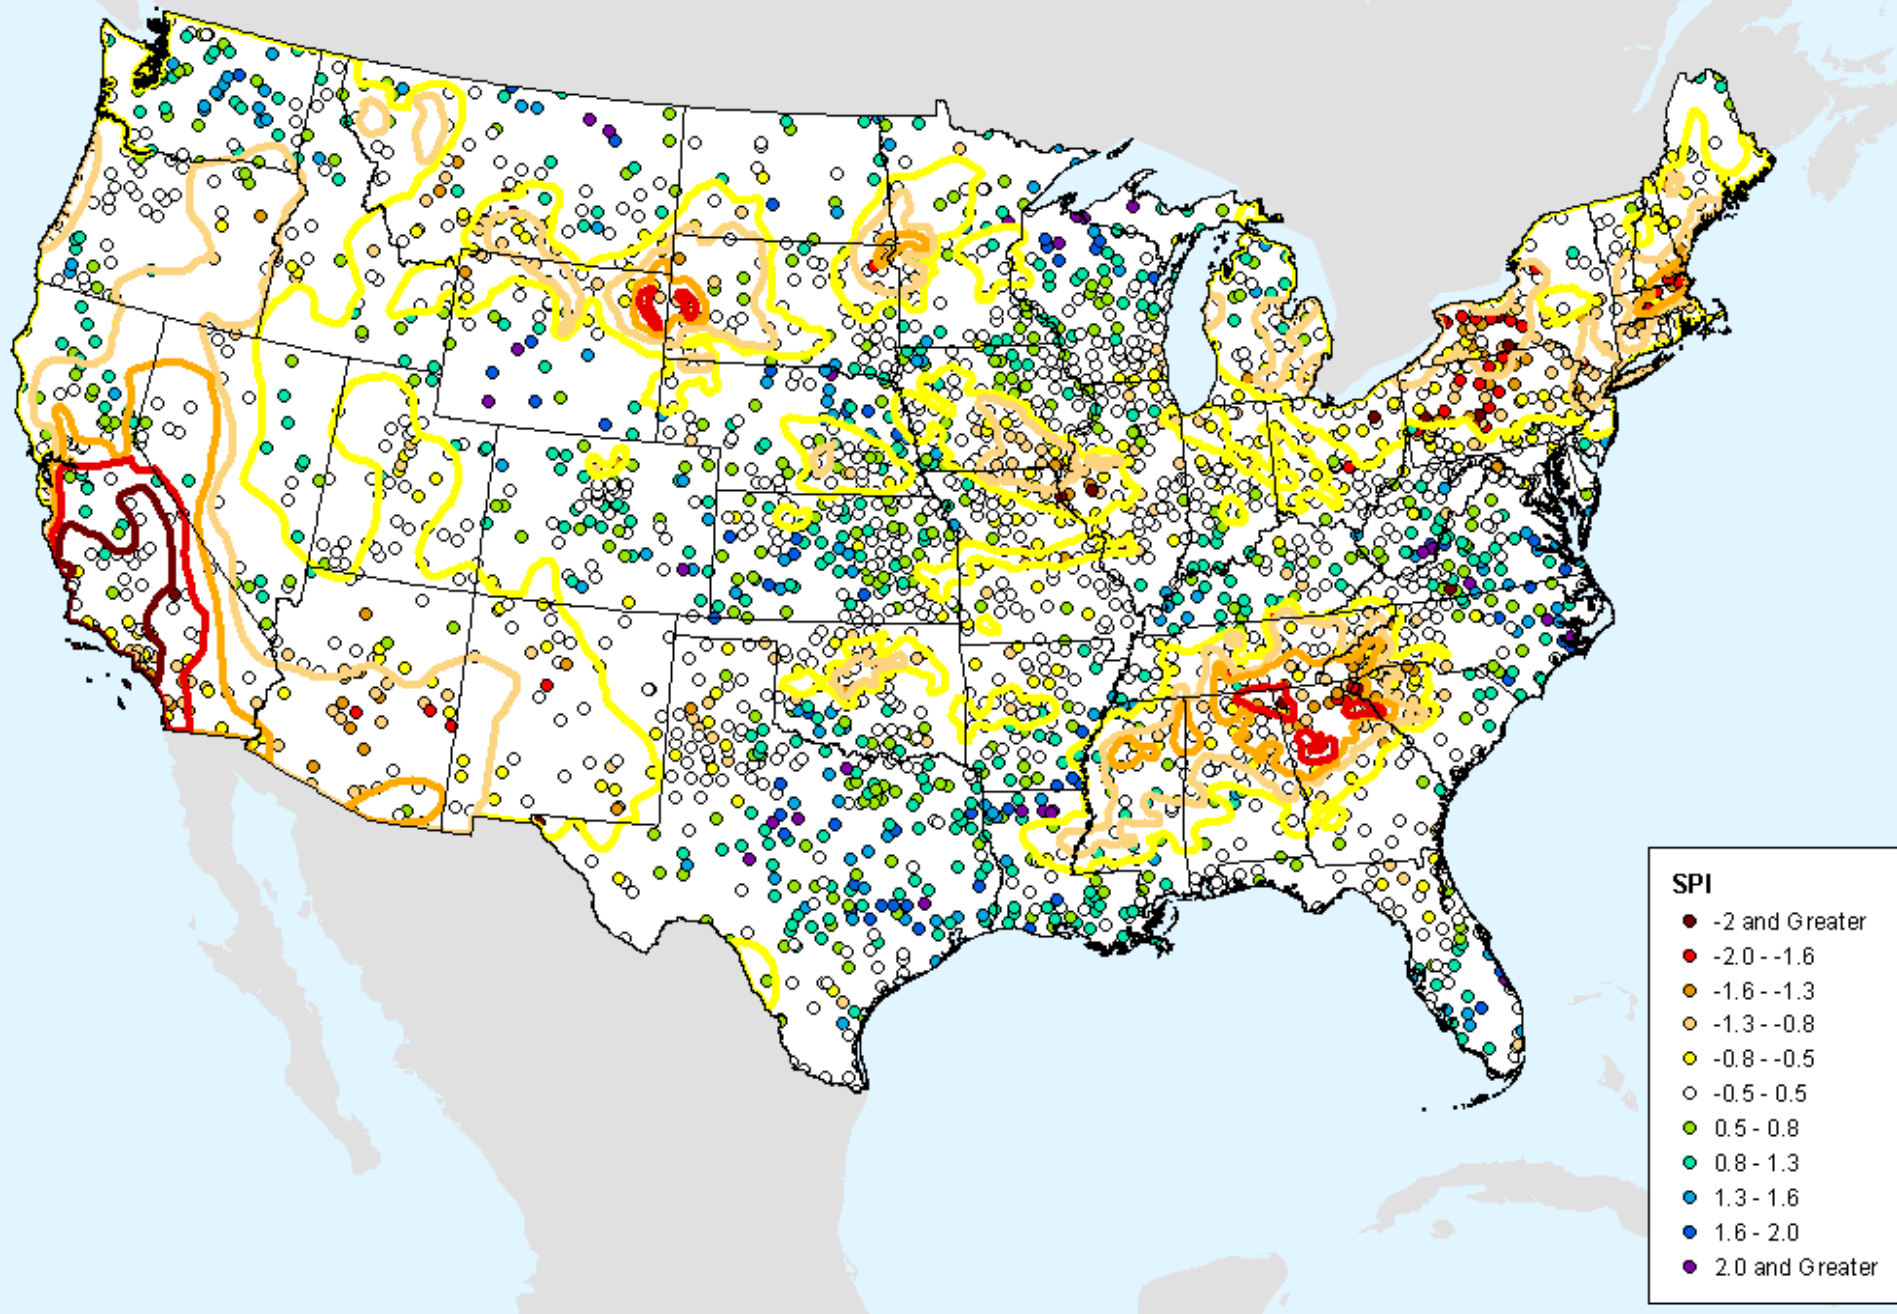 SPI
-2 and Greater
-2.0 - -1.6
-1.6 - -1.3
-1.3 - -0.8
-0.8 - -0.5
-0.5 - 0.5
0.5 - 0.8
0.8 - 1.3
1.3 - 1.6
1.6 - 2.0
2.0 and Greater